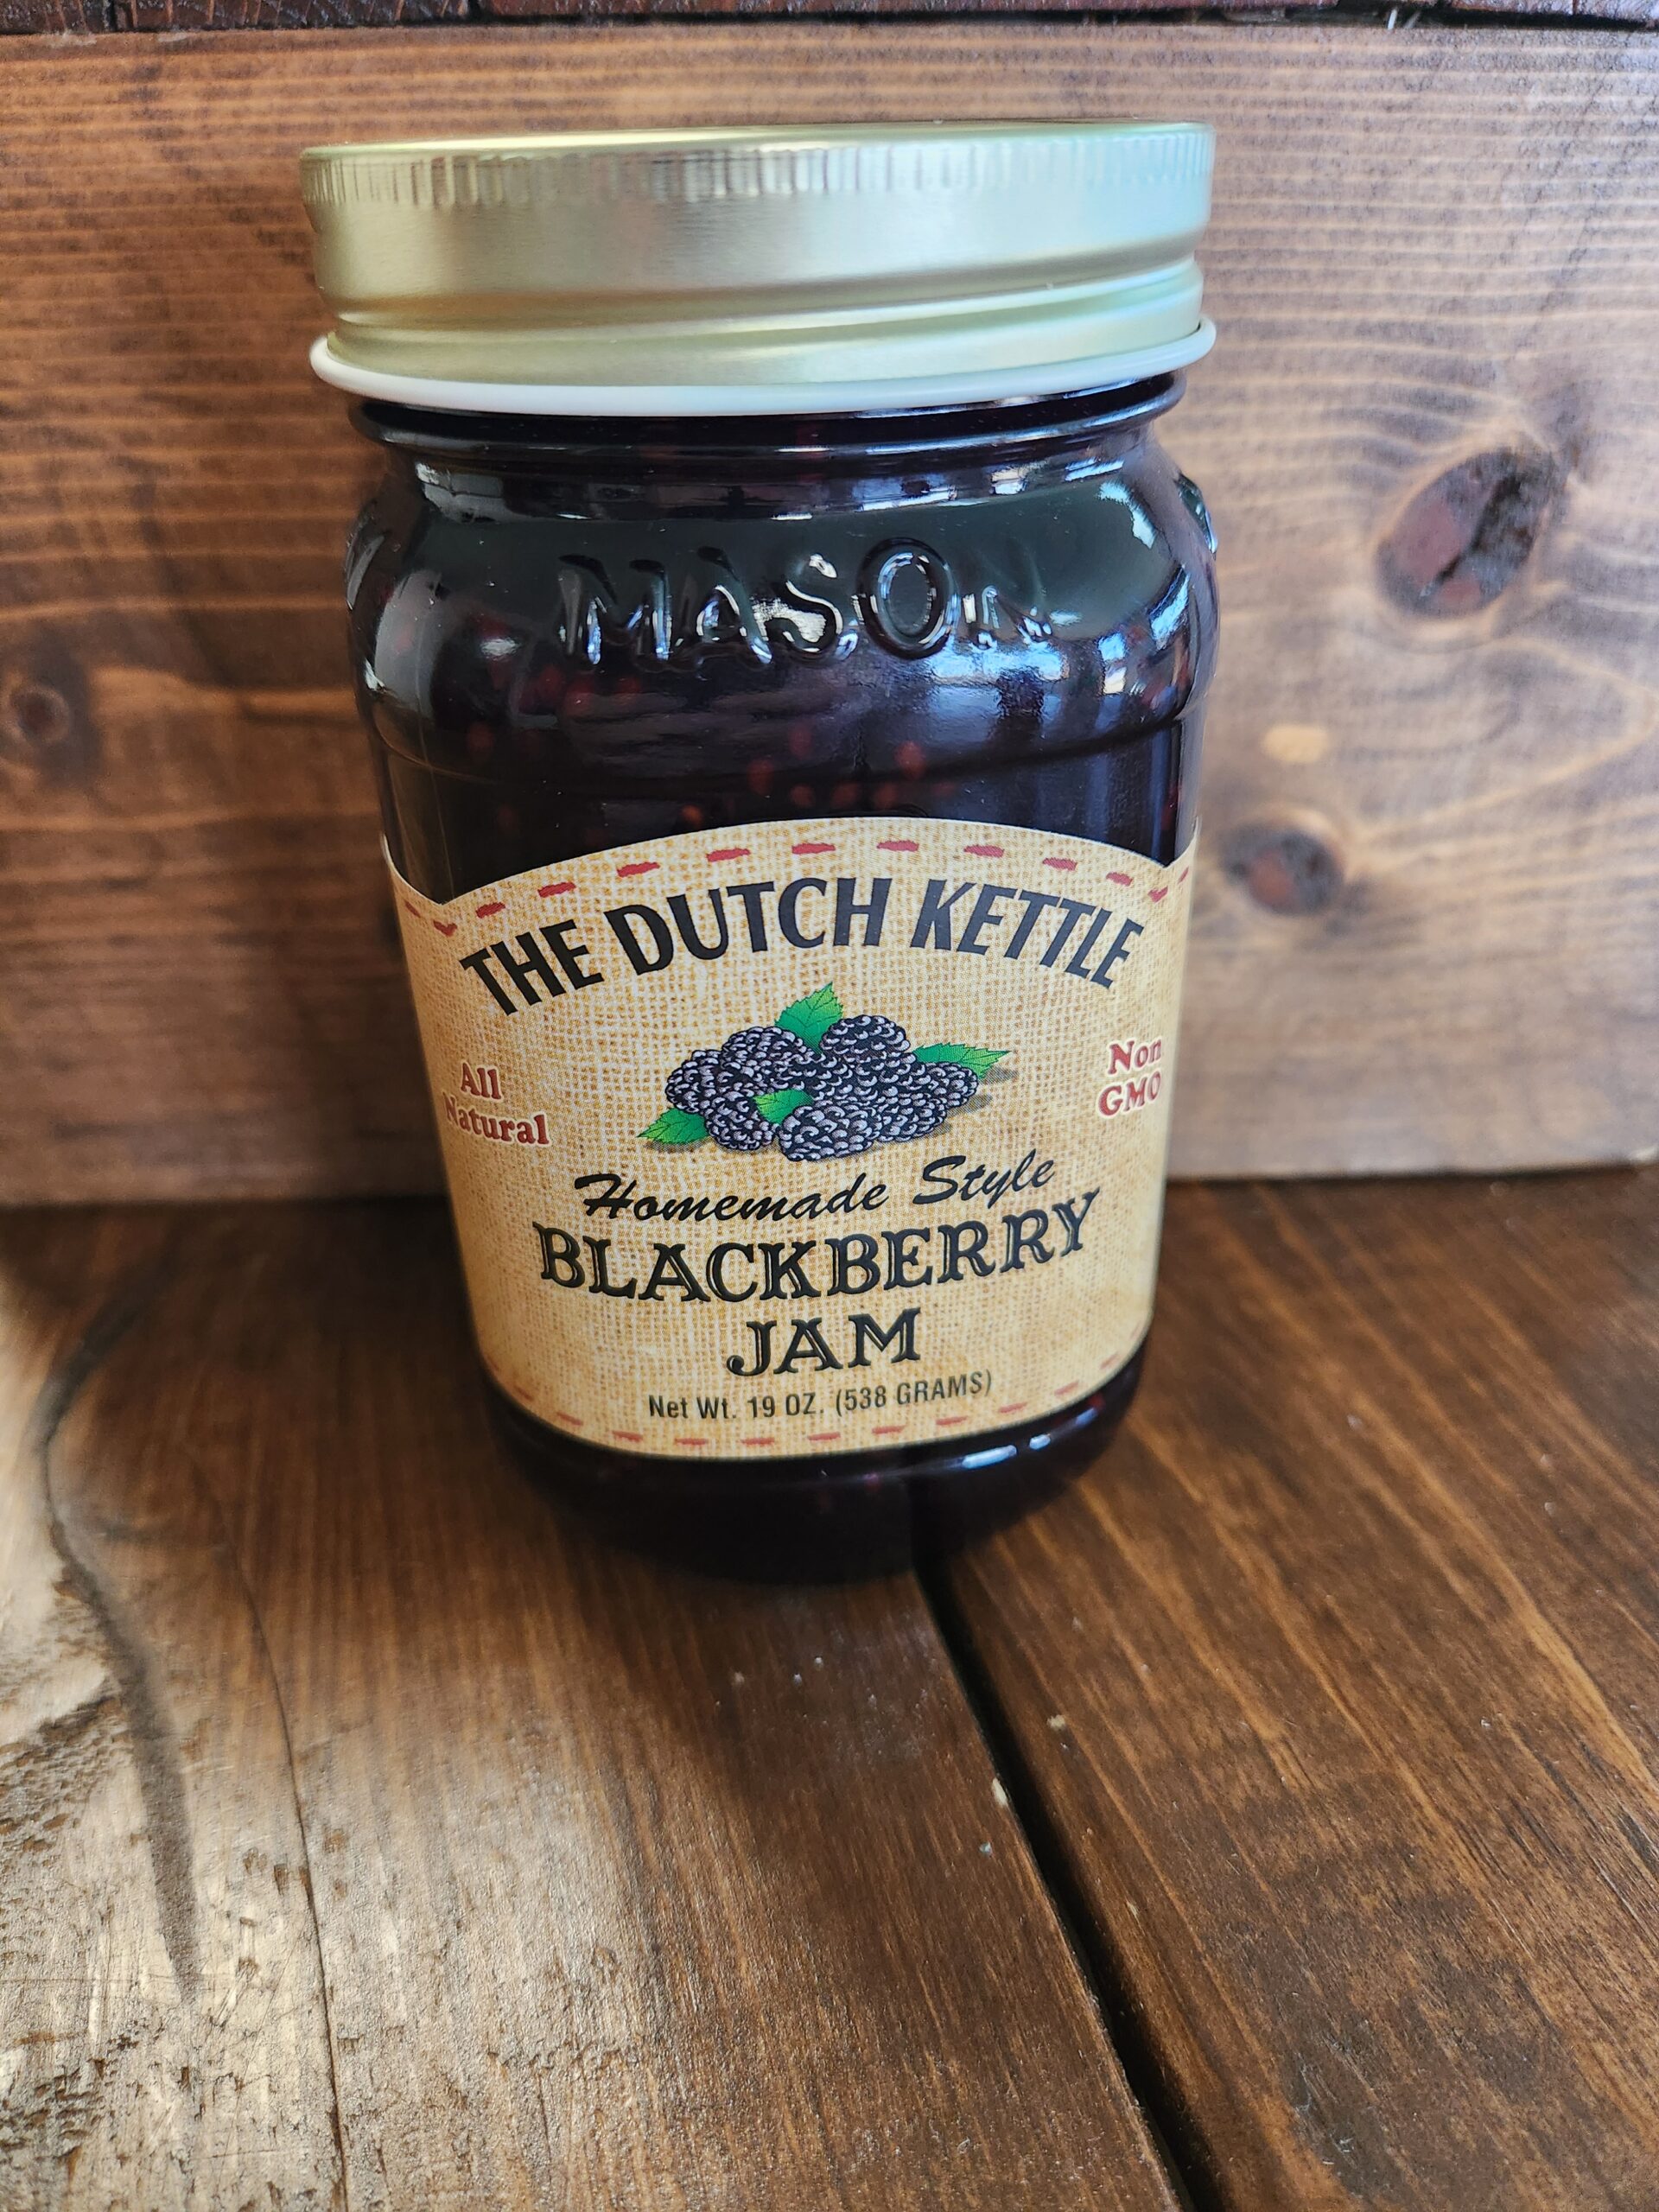 MASON
THE DUTCH KETTLE
All
Natural
Non
GMO
Homemade Style
BLACKBERRY
JAM
Net Wt. 19 OZ. (538 GRAMS)